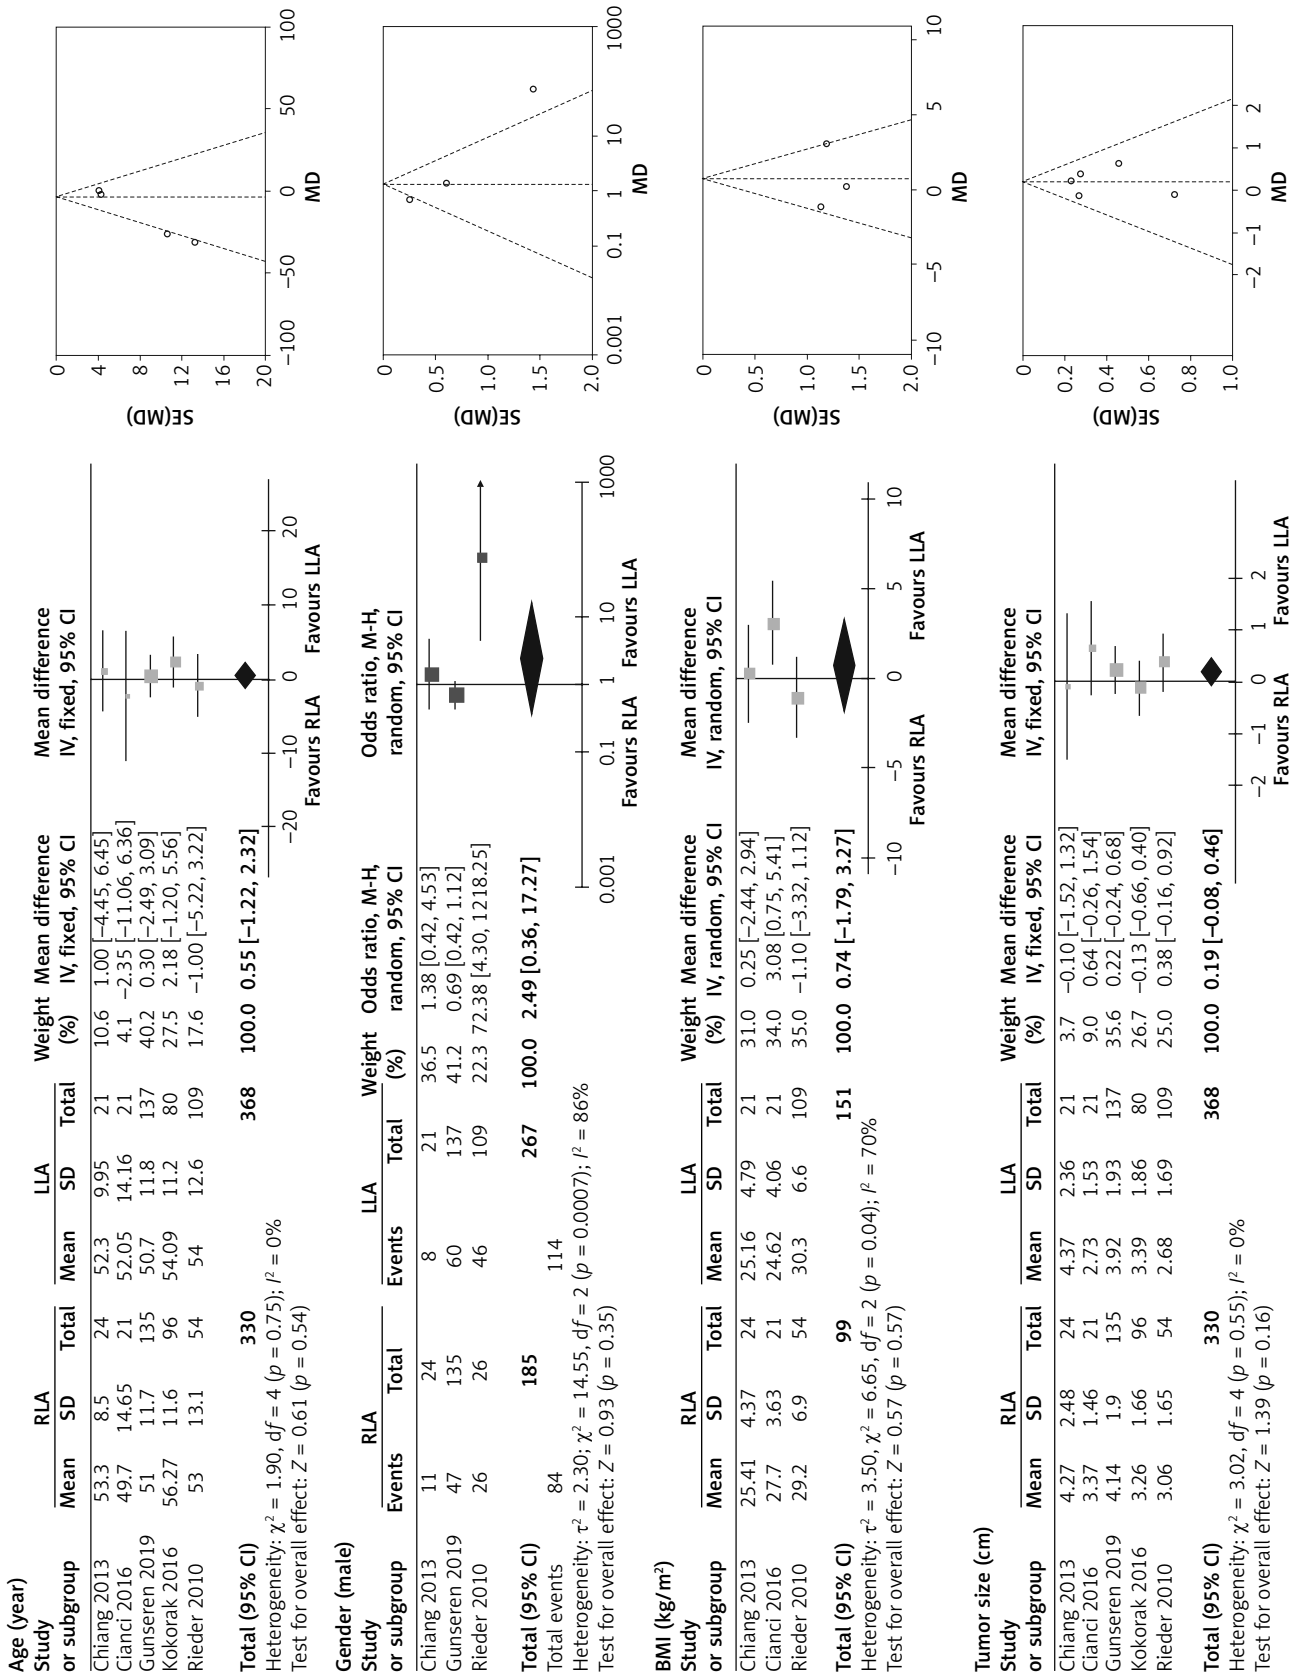 Age (year)
Study RLA LLA Weight Mean difference Mean difference
or subgroup Mean SD Total Mean SD Total (%) IV, fixed, 95% CI IV, fixed, 95% CI
Chiang 2013 53.3 8.5 24 52.3 9.95 21 10.6 1.00 [−4.45, 6.45]
Cianci 2016 49.7 14.65 21 52.05 14.16 21 4.1 −2.35 [−11.06, 6.36]
Gunseren 2019 51 11.7 135 50.7 11.8 137 40.2 0.30 [−2.49, 3.09]
Kokorak 2016 56.27 11.6 96 54.09 11.2 80 27.5 2.18 [−1.20, 5.56]
Rieder 2010 53 13.1 54 54 12.6 109 17.6 −1.00 [−5.22, 3.22]
Total (95% CI) 330 368 100.0 0.55 [−1.22, 2.32]
Heterogeneity: χ² = 1.90, df = 4 (p = 0.75); I² = 0%
Test for overall effect: Z = 0.61 (p = 0.54)
−20 −10 0 10 20
Favours RLA Favours LLA
SE(MD)
0
4
8
12
16
20
−100 −50 0 50 100
MD
Gender (male)
Study RLA LLA Weight Odds ratio, M-H, Odds ratio, M-H,
or subgroup Events Total Events Total (%) random, 95% CI random, 95% CI
Chiang 2013 11 24 8 21 36.5 1.38 [0.42, 4.53]
Gunseren 2019 47 135 60 137 41.2 0.69 [0.42, 1.12]
Rieder 2010 26 26 46 109 22.3 72.38 [4.30, 1218.25]
Total (95% CI) 185 267 100.0 2.49 [0.36, 17.27]
Total events 84 114
Heterogeneity: τ² = 2.30; χ² = 14.55, df = 2 (p = 0.0007); I² = 86%
Test for overall effect: Z = 0.93 (p = 0.35)
0.001 0.1 1 10 1000
Favours RLA Favours LLA
SE(MD)
0
0.5
1.0
1.5
2.0
0.001 0.1 1 10 1000
MD
BMI (kg/m²)
Study RLA LLA Weight Mean difference Mean
or subgroup Mean SD Total Mean SD Total (%) IV, random, 95% CI IV, random, 95% CI
difference
Chiang 2013 25.41 4.37 24 25.16 4.79 21 31.0 0.25 [−2.44, 2.94]
Cianci 2016 27.7 3.63 21 24.62 4.06 21 34.0 3.08 [0.75, 5.41]
Rieder 2010 29.2 6.9 54 30.3 6.6 109 35.0 −1.10 [−3.32, 1.12]
Total (95% CI) 99 151 100.0 0.74 [−1.79, 3.27]
Heterogeneity: τ² = 3.50, χ² = 6.65, df = 2 (p = 0.04); I² = 70%
Test for overall effect: Z = 0.57 (p = 0.57)
−10 −5 0 5 10
Favours RLA Favours LLA
SE(MD)
0
0.5
1.0
1.5
2.0
−10 −5 0 5 10
MD
Tumor size (cm)
Study RLA LLA Weight Mean difference Mean difference
or subgroup Mean SD Total Mean SD Total (%) IV, fixed, 95% CI IV, fixed, 95% CI
Chiang 2013 4.27 2.48 24 4.37 2.36 21 3.7 −0.10 [−1.52, 1.32]
Cianci 2016 3.37 1.46 21 2.73 1.53 21 9.0 0.64 [−0.26, 1.54]
Gunseren 2019 4.14 1.9 135 3.92 1.93 137 35.6 0.22 [−0.24, 0.68]
Kokorak 2016 3.26 1.66 96 3.39 1.86 80 26.7 −0.13 [−0.66, 0.40]
Rieder 2010 3.06 1.65 54 2.68 1.69 109 25.0 0.38 [−0.16, 0.92]
Total (95% CI) 330 368 100.0 0.19 [−0.08, 0.46]
Heterogeneity: χ² = 3.02, df = 4 (p = 0.55); I² = 0%
Test for overall effect: Z = 1.39 (p = 0.16)
−2 −1 0 1 2
Favours RLA Favours LLA
SE(MD)
0
0.2
0.4
0.6
0.8
1.0
−2 −1 0 1 2
MD